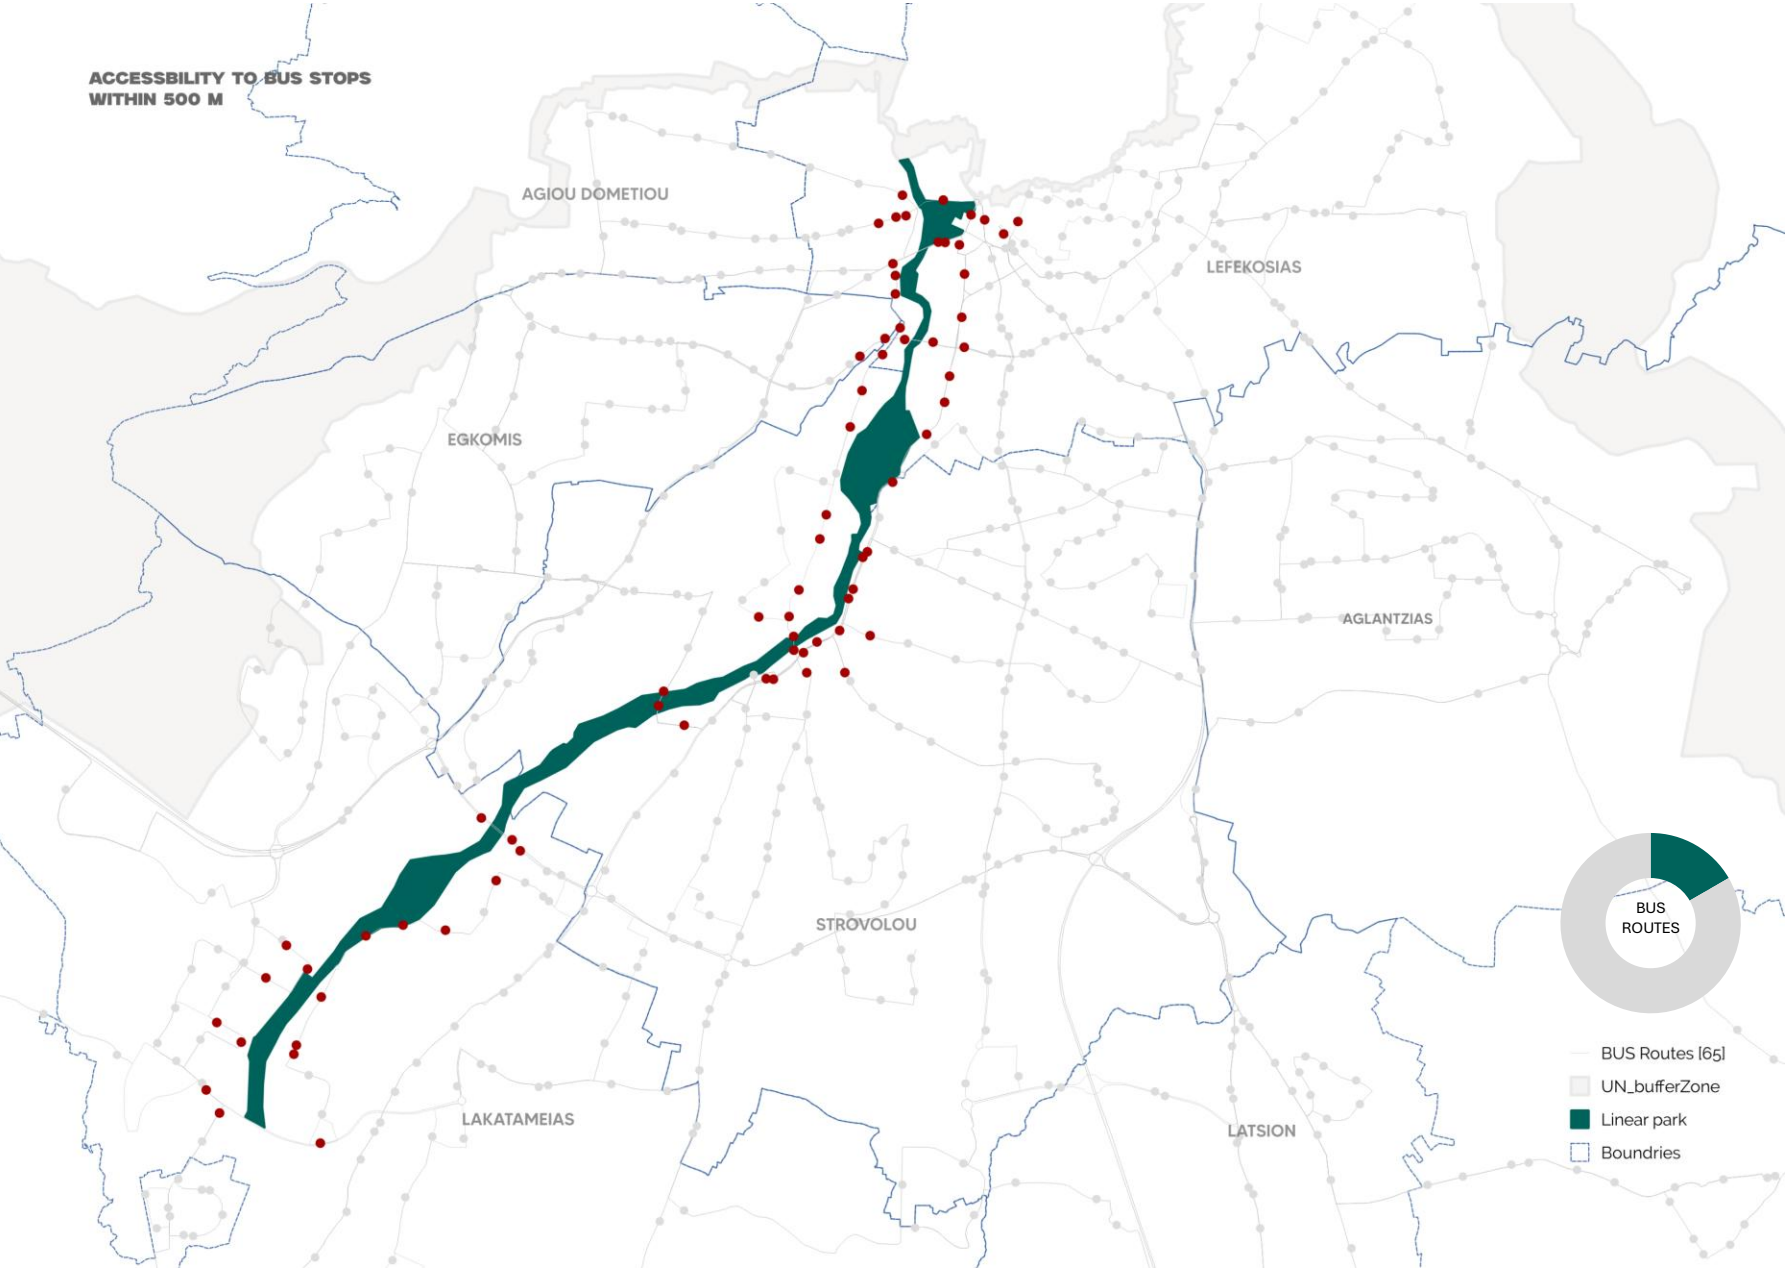 ACCESSBILITY TO BUS STOPS
WITHIN 500 M
AGIOU DOMETIOU
LEFEKOSIAS
EGKOMIS
AGLANTZIAS
STROVOLOU
LAKATAMEIAS
LATSION
BUS
ROUTES
BUS Routes [65]
UN_bufferZone
Linear park
Boundries